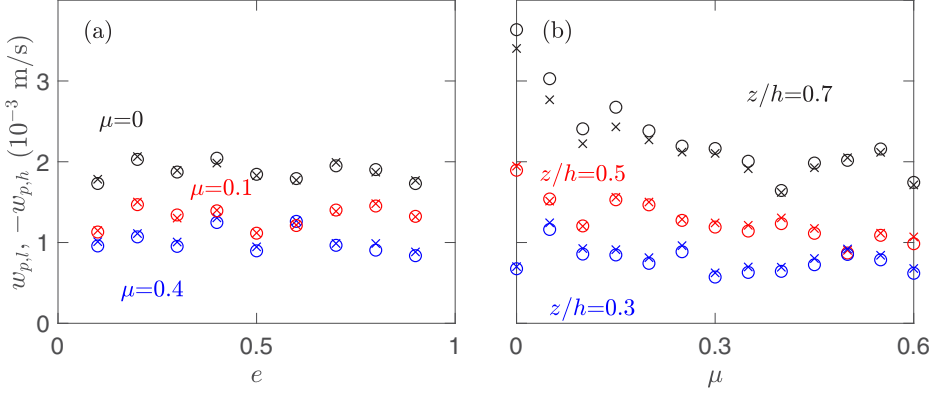 (a)
(b)
w_{p,l}, −w_{p,h} (10^{−3} m/s)
3
2
1
0
μ=0
μ=0.1
μ=0.4
z/h=0.7
z/h=0.5
z/h=0.3
0 0.5 1
0 0.3 0.6
e
μ